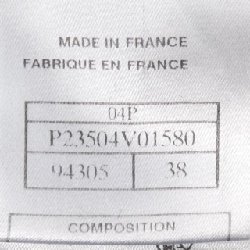 MADE IN FRANCE
FABRIQUE EN FRANCE
04P
P23504V01580
94305 38
COMPOSITION